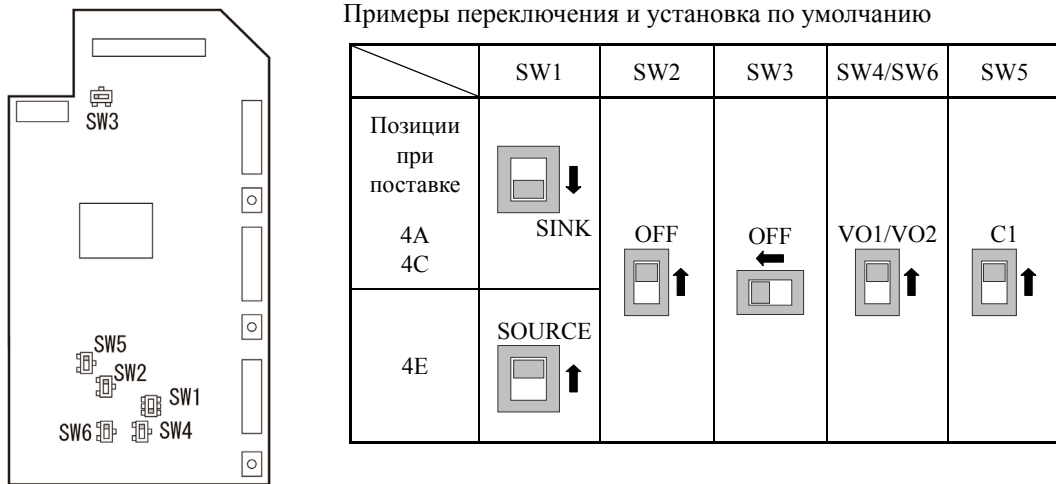 Примеры переключения и установка по умолчанию
SW1 SW2 SW3 SW4/SW6 SW5
Позиции
при
поставке
4A
4C
SINK
OFF
OFF
VO1/VO2
C1
4E
SOURCE
SW3
SW5
SW2
SW1
SW6
SW4